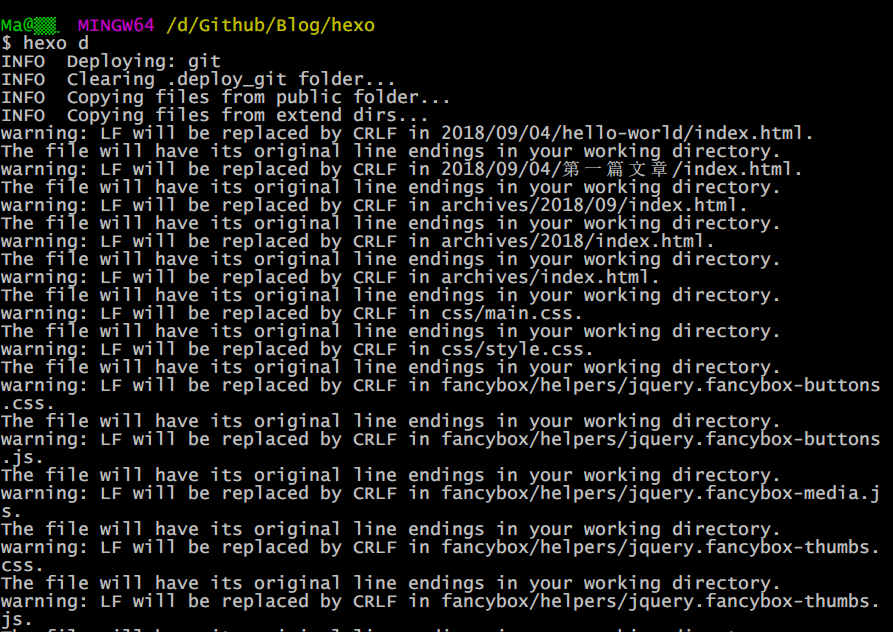 Ma@ MINGW64 /d/Github/Blog/hexo
$ hexo d
INFO  Deploying: git
INFO  Clearing .deploy_git folder...
INFO  Copying files from public folder...
INFO  Copying files from extend dirs...
warning: LF will be replaced by CRLF in 2018/09/04/hello-world/index.html.
The file will have its original line endings in your working directory.
warning: LF will be replaced by CRLF in 2018/09/04/第一篇文章/index.html.
The file will have its original line endings in your working directory.
warning: LF will be replaced by CRLF in archives/2018/09/index.html.
The file will have its original line endings in your working directory.
warning: LF will be replaced by CRLF in archives/2018/index.html.
The file will have its original line endings in your working directory.
warning: LF will be replaced by CRLF in archives/index.html.
The file will have its original line endings in your working directory.
warning: LF will be replaced by CRLF in css/main.css.
The file will have its original line endings in your working directory.
warning: LF will be replaced by CRLF in css/style.css.
The file will have its original line endings in your working directory.
warning: LF will be replaced by CRLF in fancybox/helpers/jquery.fancybox-buttons
.css.
The file will have its original line endings in your working directory.
warning: LF will be replaced by CRLF in fancybox/helpers/jquery.fancybox-buttons
.js.
The file will have its original line endings in your working directory.
warning: LF will be replaced by CRLF in fancybox/helpers/jquery.fancybox-media.j
s.
The file will have its original line endings in your working directory.
warning: LF will be replaced by CRLF in fancybox/helpers/jquery.fancybox-thumbs.
css.
The file will have its original line endings in your working directory.
warning: LF will be replaced by CRLF in fancybox/helpers/jquery.fancybox-thumbs.
js.